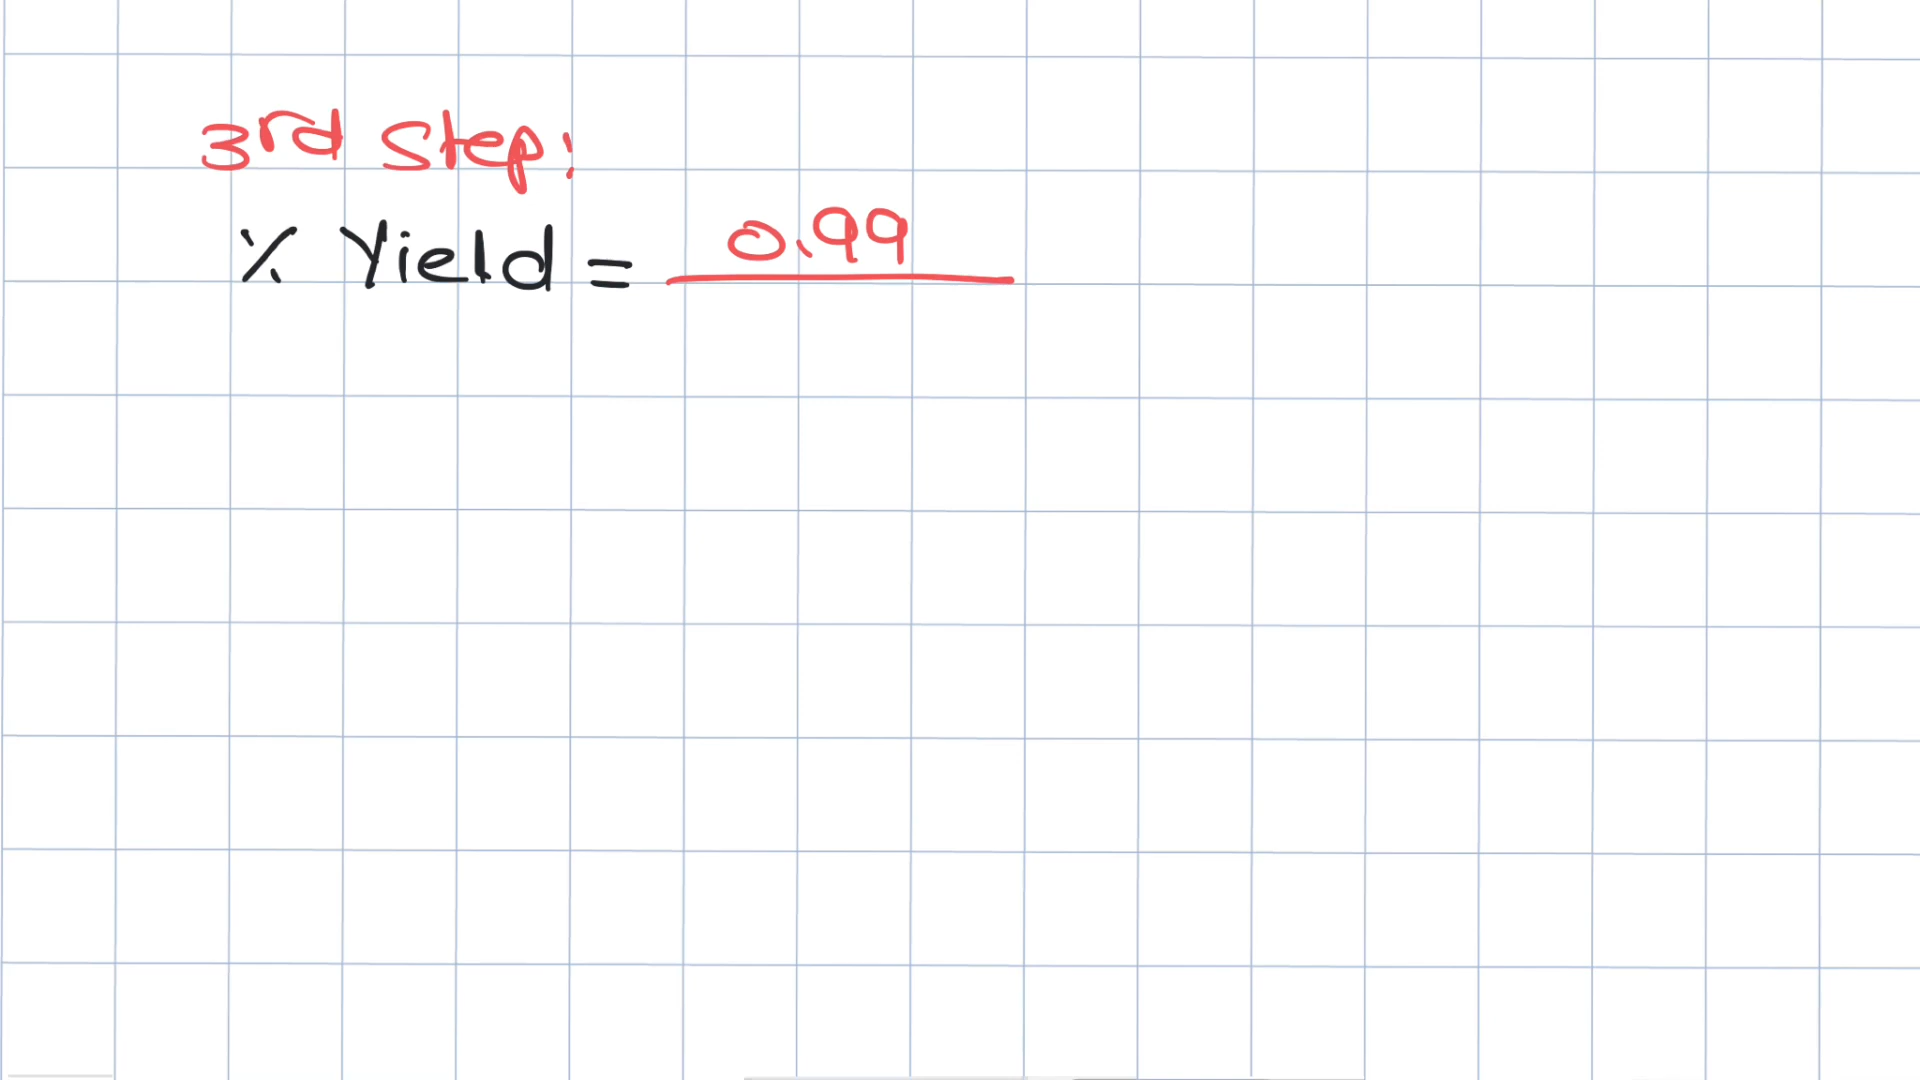 3rd Step:
% Yield = 0.99